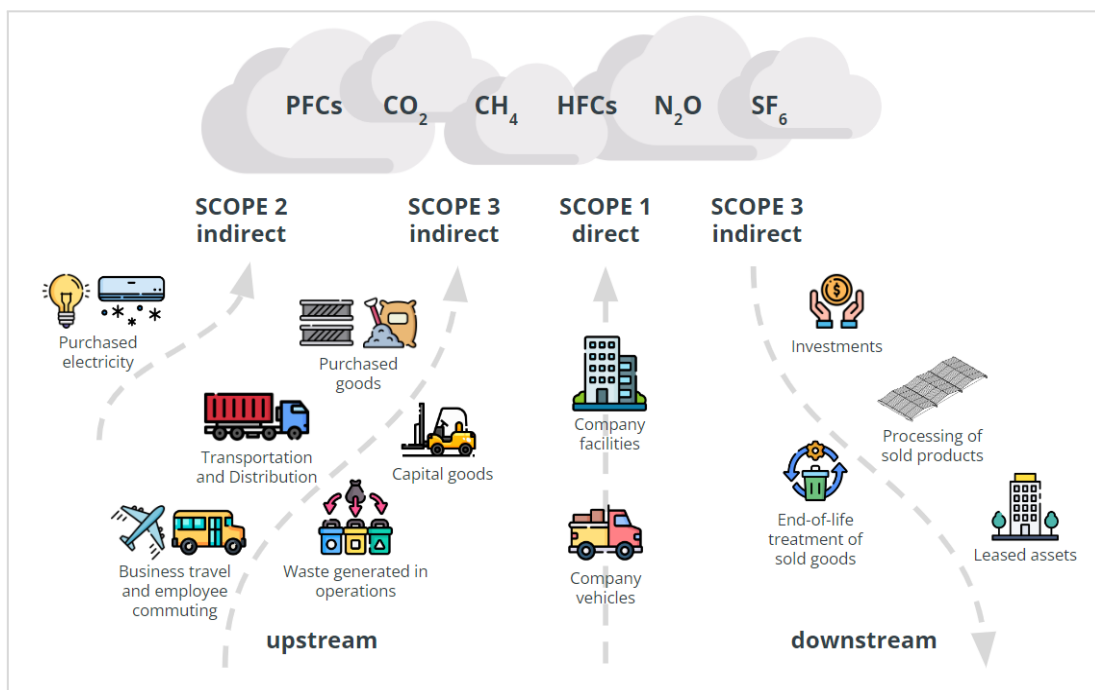 PFCs CO2 CH4 HFCs N2O SF6
SCOPE 2
indirect
SCOPE 3
indirect
SCOPE 1
direct
SCOPE 3
indirect
Purchased
electricity
Purchased
goods
Transportation
and Distribution
Capital goods
Business travel
and employee
commuting
Waste generated in
operations
upstream
Company
facilities
Company
vehicles
Investments
Processing of
sold products
End-of-life
treatment of
sold goods
Leased assets
downstream